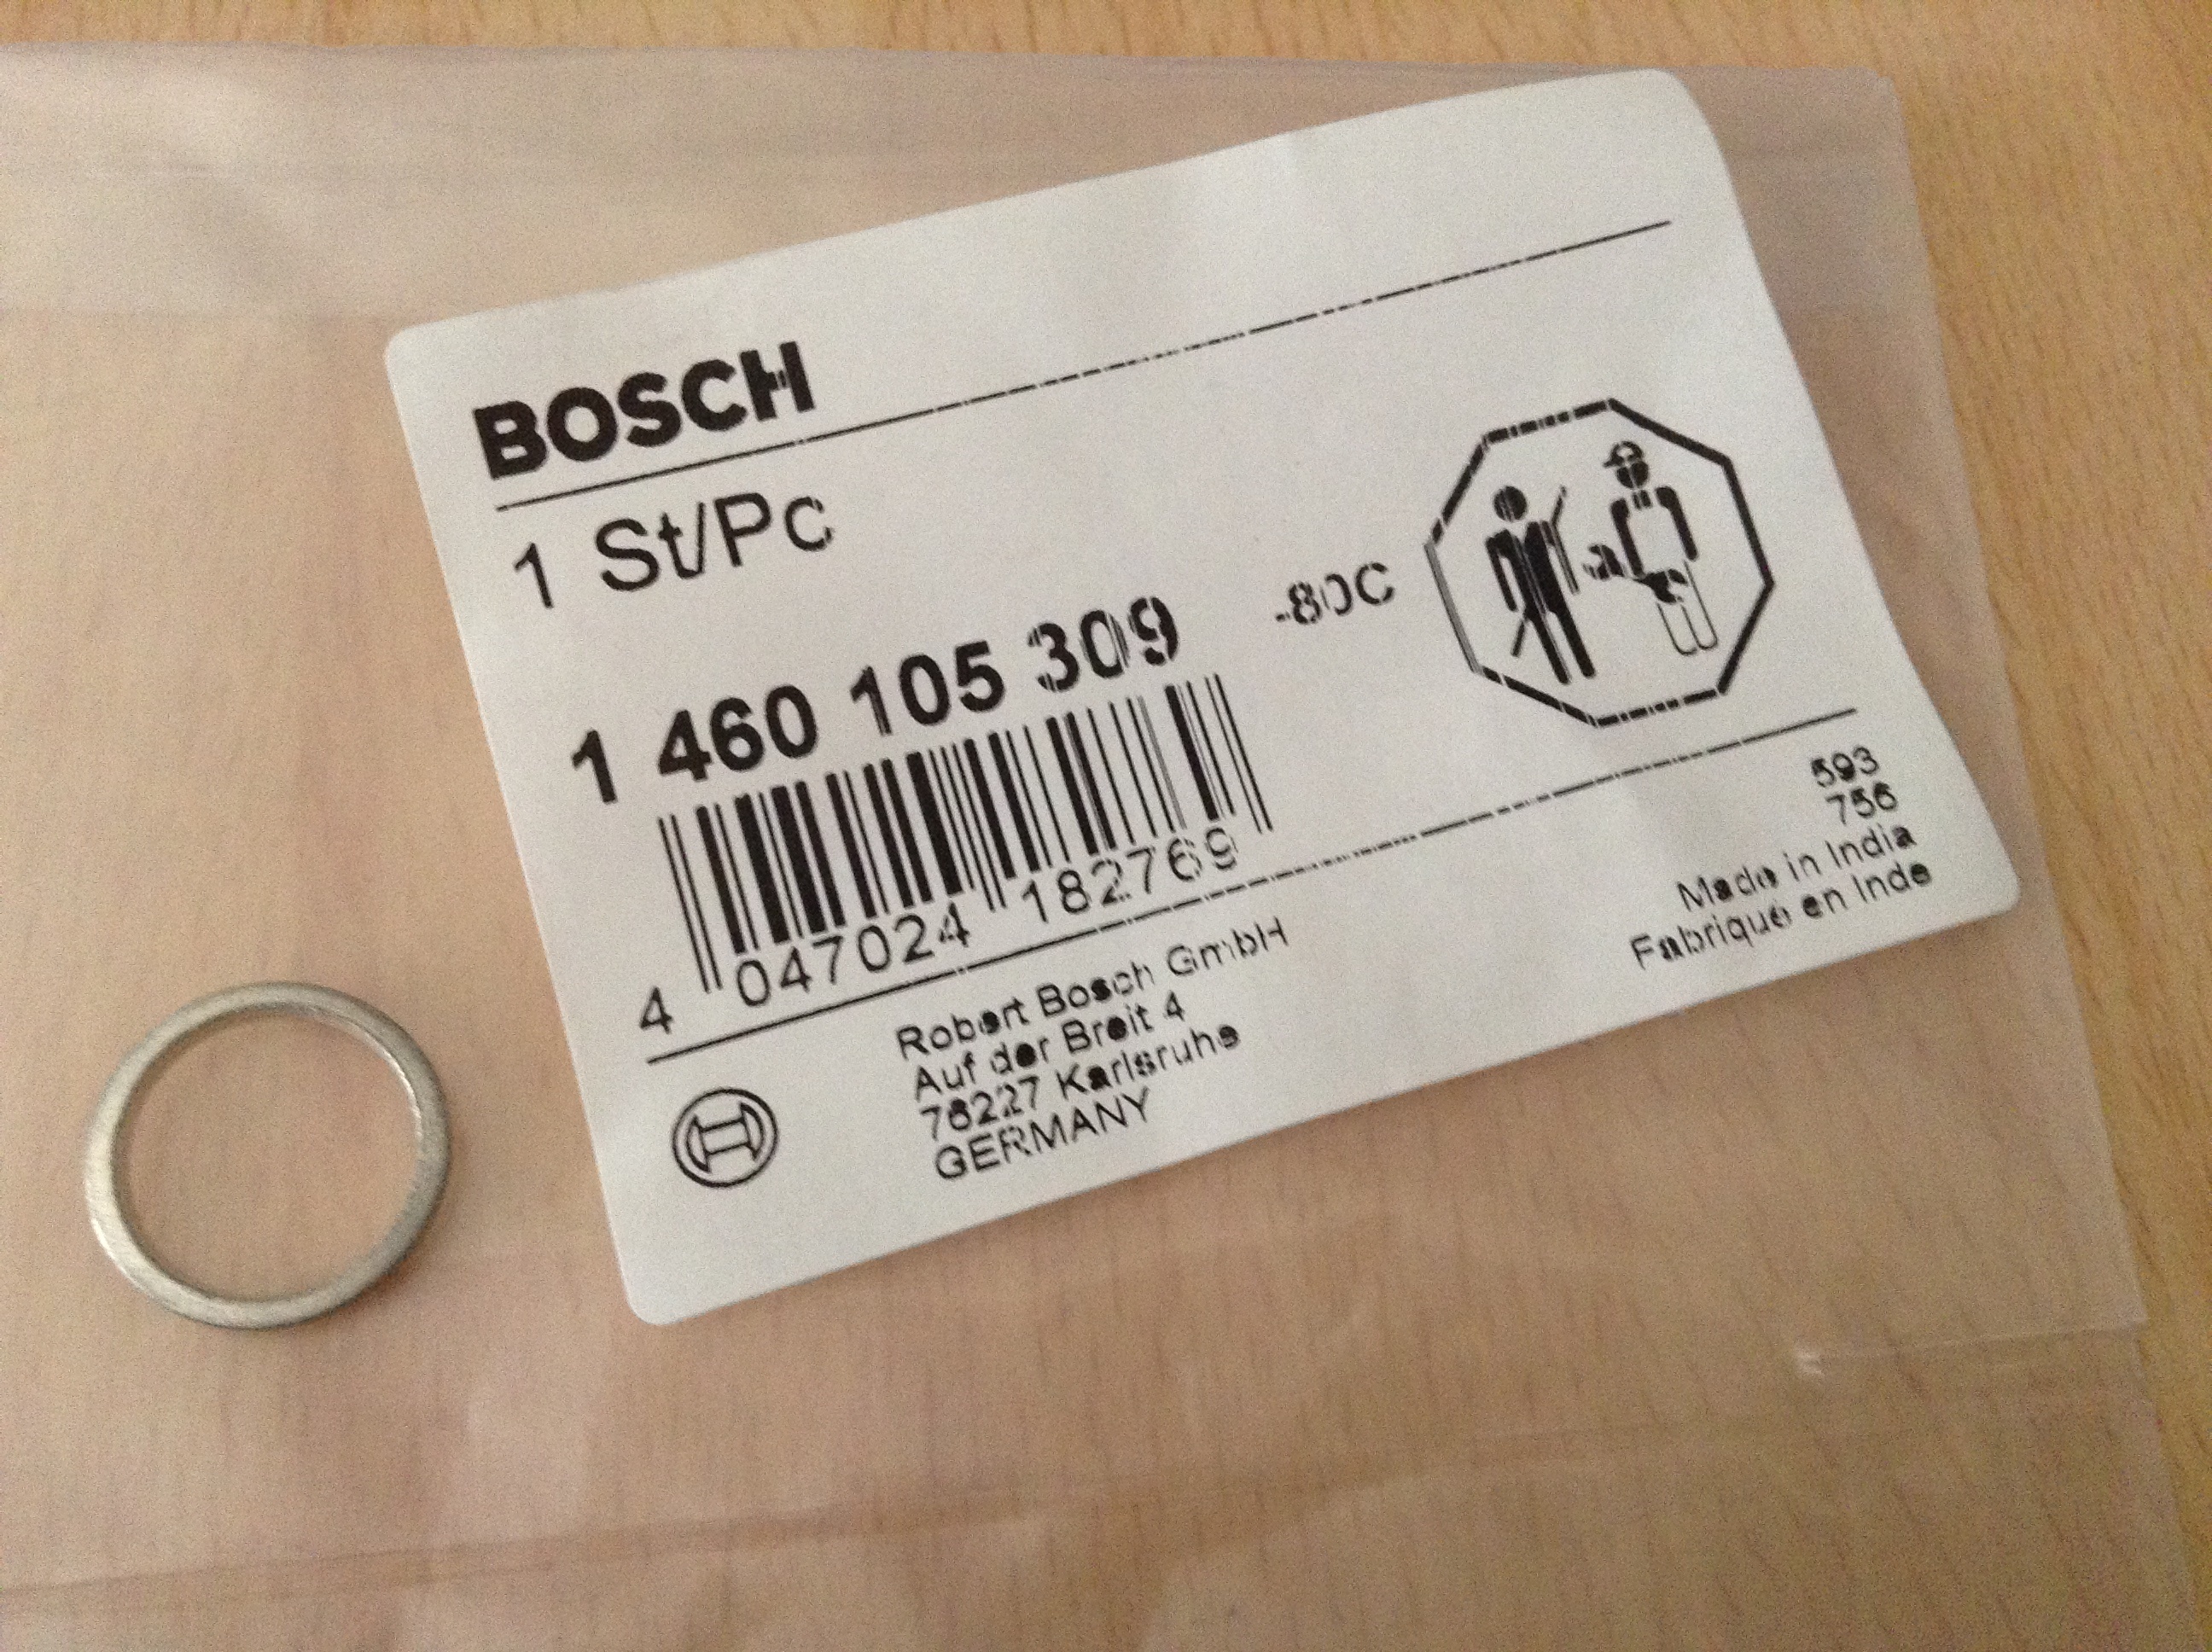 BOSCH
1 St/Pc
1 460 105 309
-80C
4 047024 182769
593
756
Made in India
Fabriqué en Inde
Robert Bosch GmbH
Auf der Breit 4
76227 Karlsruhe
GERMANY